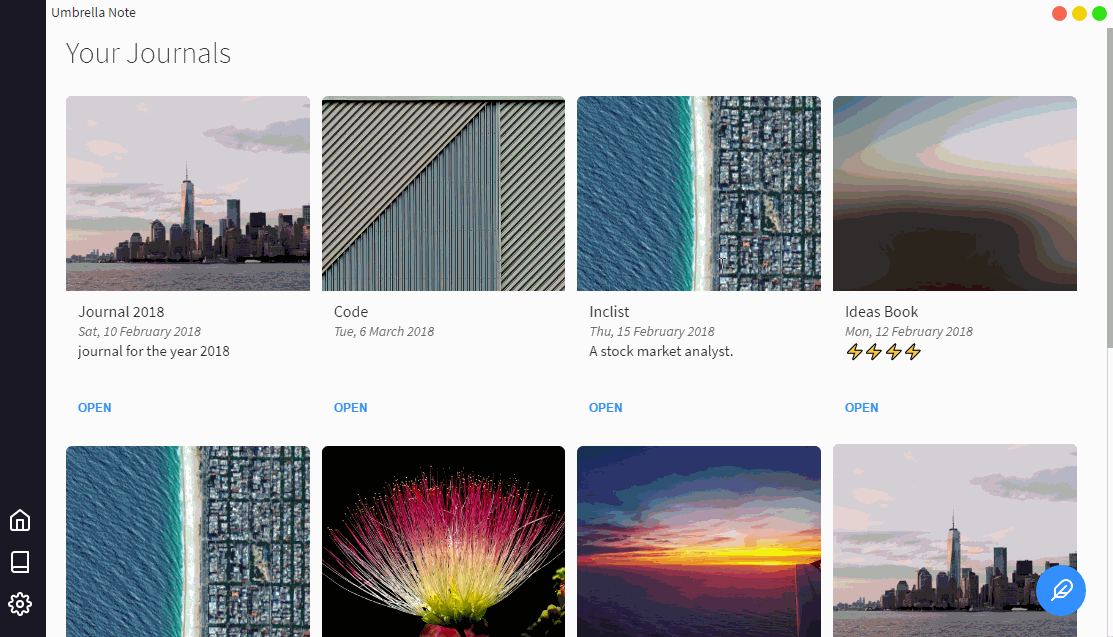 Umbrella Note
Your Journals
Journal 2018
Sat, 10 February 2018
journal for the year 2018
OPEN
Code
Tue, 6 March 2018
OPEN
Inclist
Thu, 15 February 2018
A stock market analyst.
OPEN
Ideas Book
Mon, 12 February 2018
⚡⚡⚡⚡
OPEN